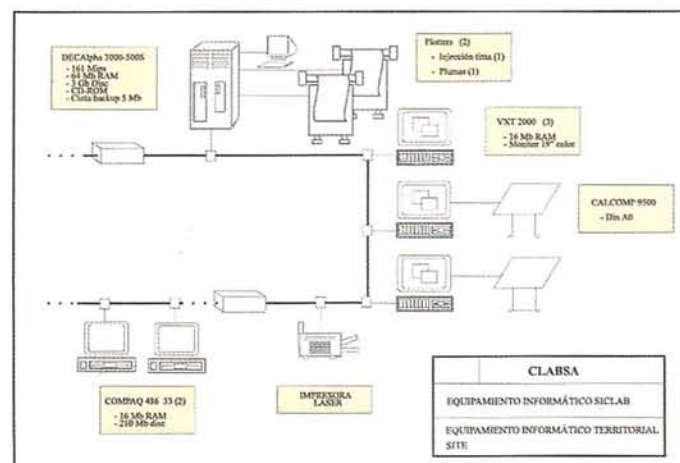 DECAlpha 3000-500S
- 161 Mips
- 64 Mb RAM
- 3 Gb Disc
- CD-ROM
- Cinta backup 5 Mb
Plotters (2)
- Injección tinta (1)
- Plumas (1)
VXT 2000 (3)
- 16 Mb RAM
- Monitor 19" color
CALCOMP 9500
- Din A0
COMPAQ 486 33 (2)
- 16 Mb RAM
- 210 Mb disc
IMPRESORA
LASER
CLABSA
EQUIPAMIENTO INFORMÁTICO SICLAB
EQUIPAMIENTO INFORMÁTICO TERRITORIAL
SITE